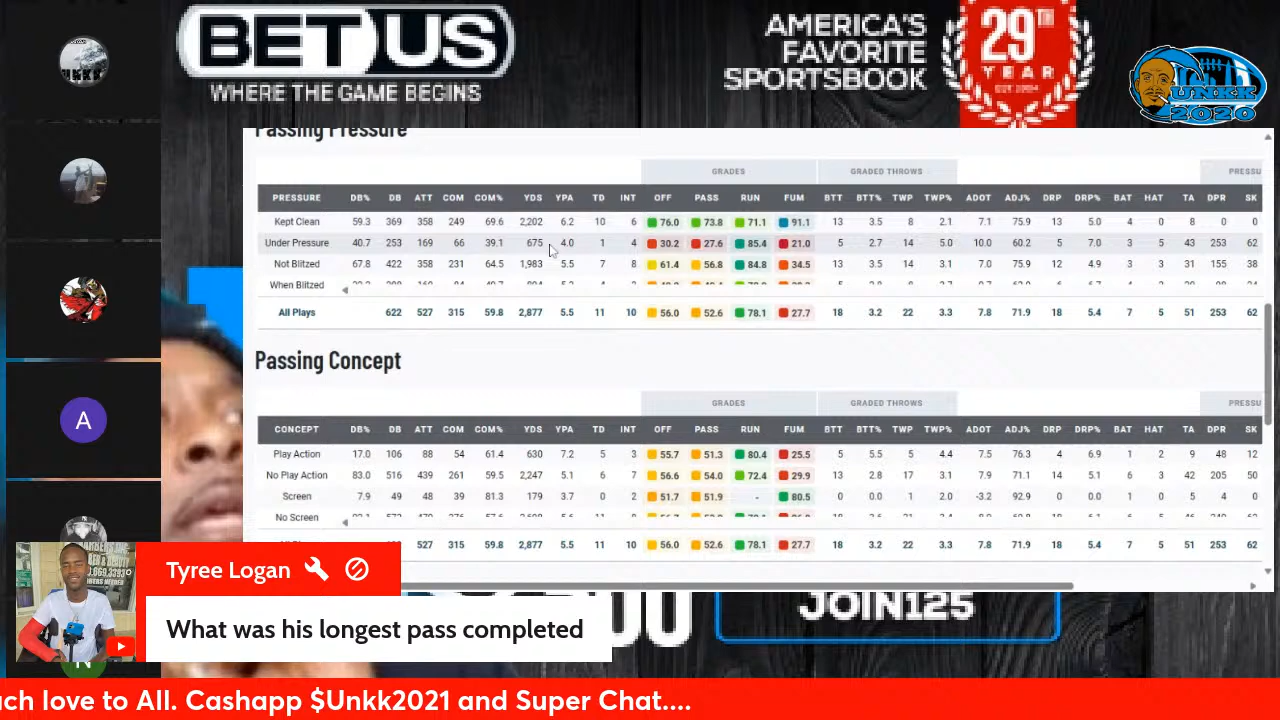 BETUS
WHERE THE GAME BEGINS
AMERICA'S
FAVORITE
SPORTSBOOK
29TH
YEAR
UNKK
2020
Passing Pressure
GRADES GRADED THROWS PRESSU
PRESSURE DB% DB ATT COM COM% YDS YPA TD INT OFF PASS RUN FUM BTT BTT% TWP TWP% ADOT ADJ% DRP DRP% BAT HAT TA DPR SK
Kept Clean 59.3 369 358 249 69.6 2,202 6.2 10 6 76.0 73.8 71.1 91.1 13 3.5 8 2.1 7.1 75.9 13 5.0 4 0 8 0 0
Under Pressure 40.7 253 169 66 39.1 675 4.0 1 4 30.2 27.6 85.4 21.0 5 2.7 14 5.0 10.0 60.2 5 7.0 3 5 43 253 62
Not Blitzed 67.8 422 358 231 64.5 1,983 5.5 7 8 61.4 56.8 84.8 34.5 13 3.5 14 3.1 7.0 75.9 12 4.9 3 3 31 155 38
When Blitzed
All Plays 622 527 315 59.8 2,877 5.5 11 10 56.0 52.6 78.1 27.7 18 3.2 22 3.3 7.8 71.9 18 5.4 7 5 51 253 62
Passing Concept
GRADES GRADED THROWS PRESSU
CONCEPT DB% DB ATT COM COM% YDS YPA TD INT OFF PASS RUN FUM BTT BTT% TWP TWP% ADOT ADJ% DRP DRP% BAT HAT TA DPR SK
Play Action 17.0 106 88 54 61.4 630 7.2 5 3 55.7 51.3 80.4 25.5 5 5.5 5 4.4 7.5 76.3 4 6.9 1 2 9 48 12
No Play Action 83.0 516 439 261 59.5 2,247 5.1 6 7 56.6 54.0 72.4 29.9 13 2.8 17 3.1 7.9 71.1 14 5.1 6 3 42 205 50
Screen 7.9 49 48 39 81.3 179 3.7 0 2 51.7 51.9 - 80.5 0 0.0 1 2.0 -3.2 92.9 0 0.0 1 0 5 4 0
No Screen
527 315 59.8 2,877 5.5 11 10 56.0 52.6 78.1 27.7 18 3.2 22 3.3 7.8 71.9 18 5.4 7 5 51 253 62
A
Tyree Logan
What was his longest pass completed
JOIN125
ach love to All. Cashapp $Unkk2021 and Super Chat....